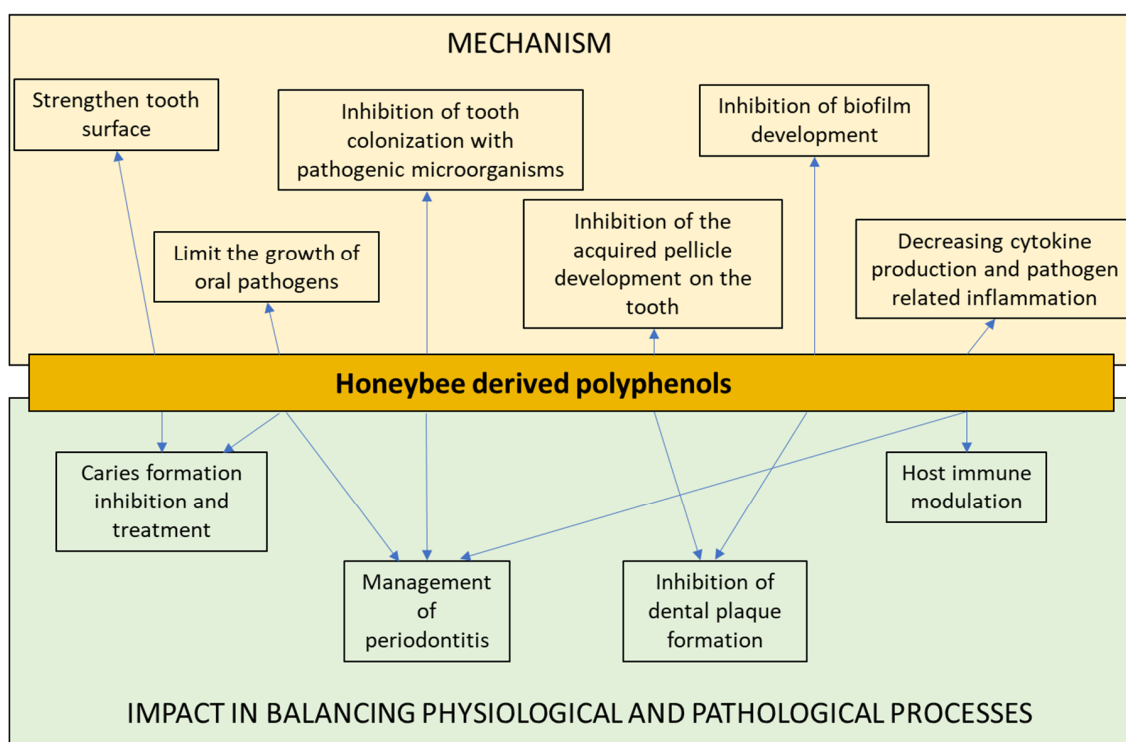 MECHANISM
Strengthen tooth
surface
Inhibition of tooth
colonization with
pathogenic microorganisms
Inhibition of biofilm
development
Limit the growth of
oral pathogens
Inhibition of the
acquired pellicle
development on the
tooth
Decreasing cytokine
production and pathogen
related inflammation
Honeybee derived polyphenols
Caries formation
inhibition and
treatment
Host immune
modulation
Management
of
periodontitis
Inhibition of
dental plaque
formation
IMPACT IN BALANCING PHYSIOLOGICAL AND PATHOLOGICAL PROCESSES